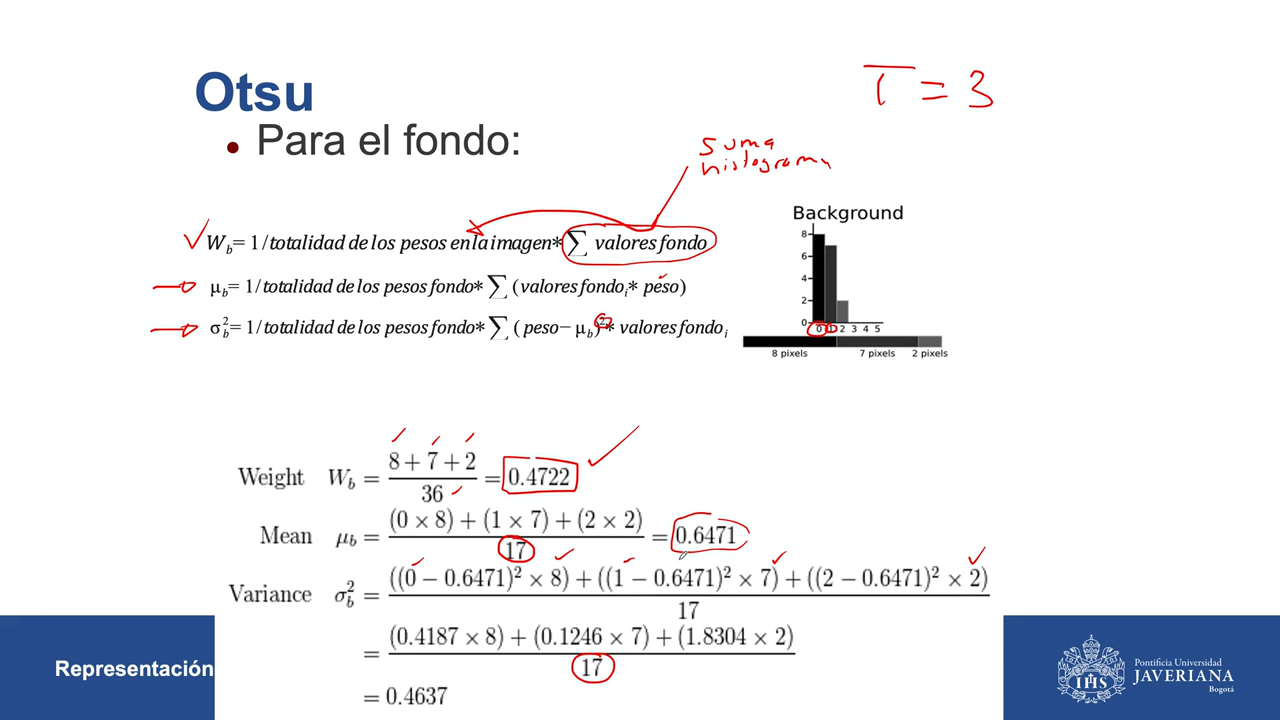 Otsu
T = 3
• Para el fondo:
Suma
histograma
W_b = 1/totalidad de los pesos en la imagen * ∑ valores fondo
μ_b = 1/totalidad de los pesos fondo * ∑ (valores fondo_i * peso)
σ_b^2 = 1/totalidad de los pesos fondo * ∑ (peso − μ_b)^2 * valores fondo_i
Background
8
6
4
2
0
0 1 2 3 4 5
8 pixels 7 pixels 2 pixels
Weight W_b = (8 + 7 + 2)/36 = 0.4722
Mean μ_b = ((0 × 8) + (1 × 7) + (2 × 2))/17 = 0.6471
Variance σ_b^2 = (((0 − 0.6471)^2 × 8) + ((1 − 0.6471)^2 × 7) + ((2 − 0.6471)^2 × 2))/17
= ((0.4187 × 8) + (0.1246 × 7) + (1.8304 × 2))/17
= 0.4637
Representación
IHS
Pontificia Universidad
JAVERIANA
Bogotá